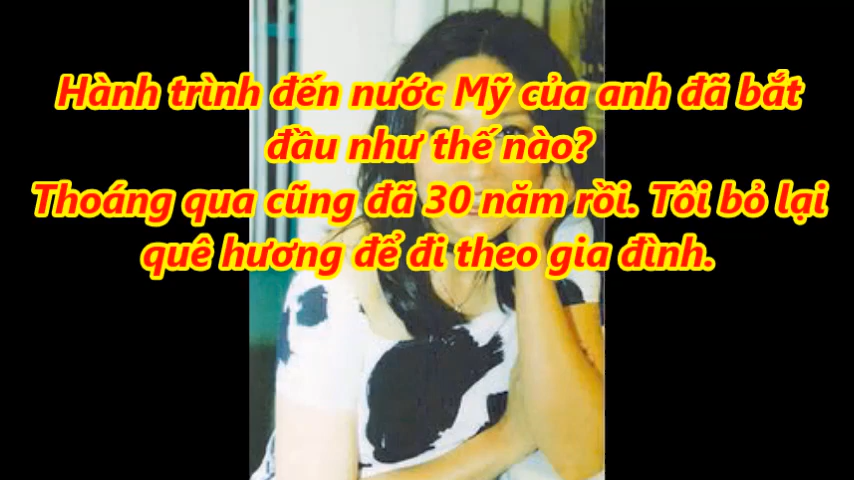 Hành trình đến nước Mỹ của anh đã bắt
đầu như thế nào?
Thoáng qua cũng đã 30 năm rồi. Tôi bỏ lại
quê hương để đi theo gia đình.